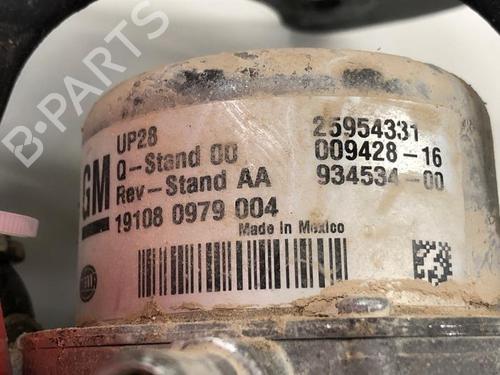 B-PARTS
GM
UP28
Q-Stand 00
Rev-Stand AA
19108 0979 004
25954331
009428-16
934534-00
Made in Mexico